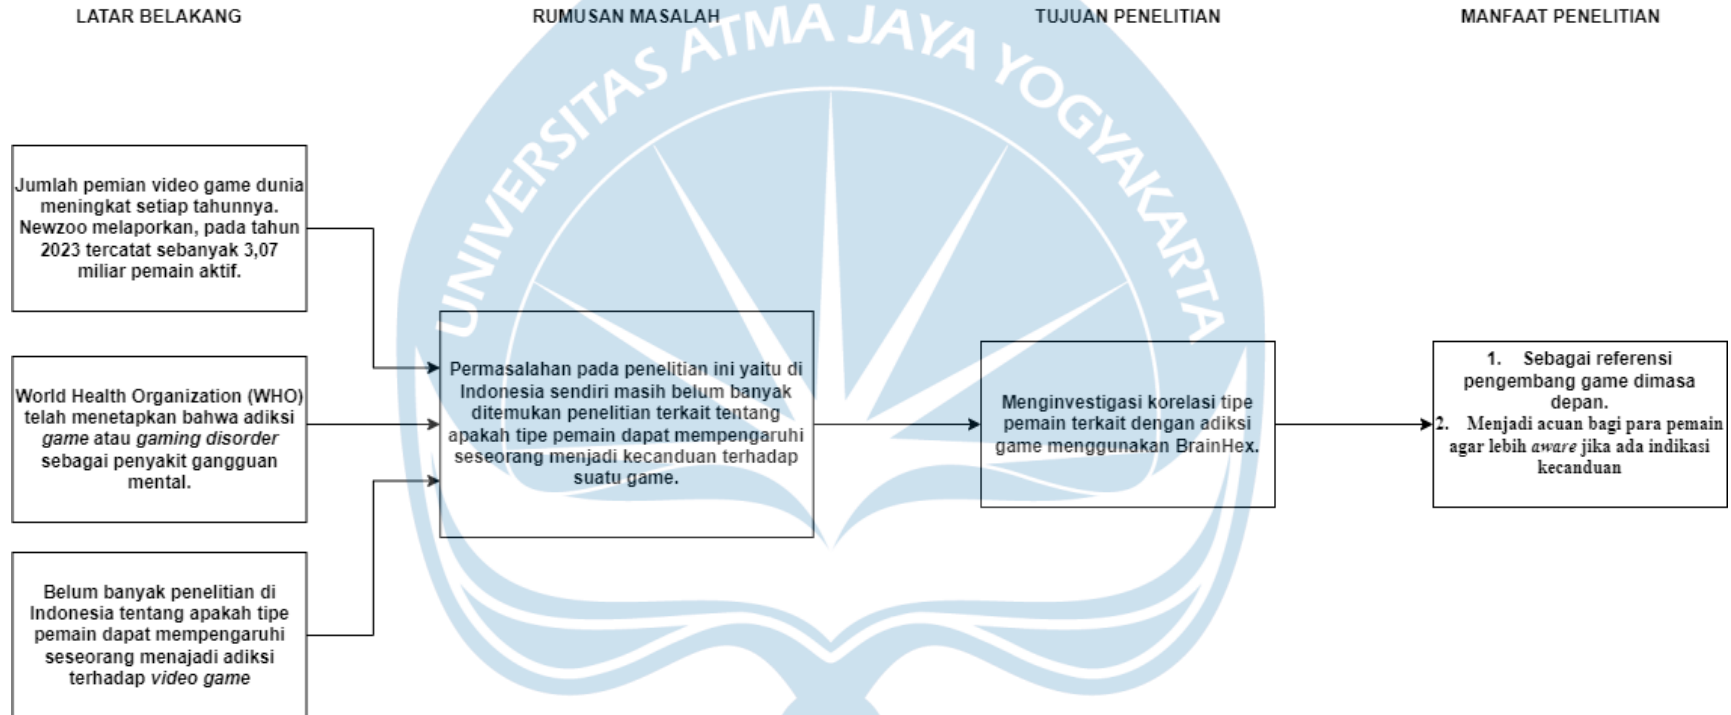 LATAR BELAKANG
RUMUSAN MASALAH
TUJUAN PENELITIAN
MANFAAT PENELITIAN
UNIVERSITAS ATMA JAYA YOGYAKARTA
Jumlah pemian video game dunia
meningkat setiap tahunnya.
Newzoo melaporkan, pada tahun
2023 tercatat sebanyak 3,07
miliar pemain aktif.
World Health Organization (WHO)
telah menetapkan bahwa adiksi
game atau gaming disorder
sebagai penyakit gangguan
mental.
Belum banyak penelitian di
Indonesia tentang apakah tipe
pemain dapat mempengaruhi
seseorang menajadi adiksi
terhadap video game
Permasalahan pada penelitian ini yaitu di
Indonesia sendiri masih belum banyak
ditemukan penelitian terkait tentang
apakah tipe pemain dapat mempengaruhi
seseorang menjadi kecanduan terhadap
suatu game.
Menginvestigasi korelasi tipe
pemain terkait dengan adiksi
game menggunakan BrainHex.
1. Sebagai referensi
pengembang game dimasa
depan.
2. Menjadi acuan bagi para pemain
agar lebih aware jika ada indikasi
kecanduan